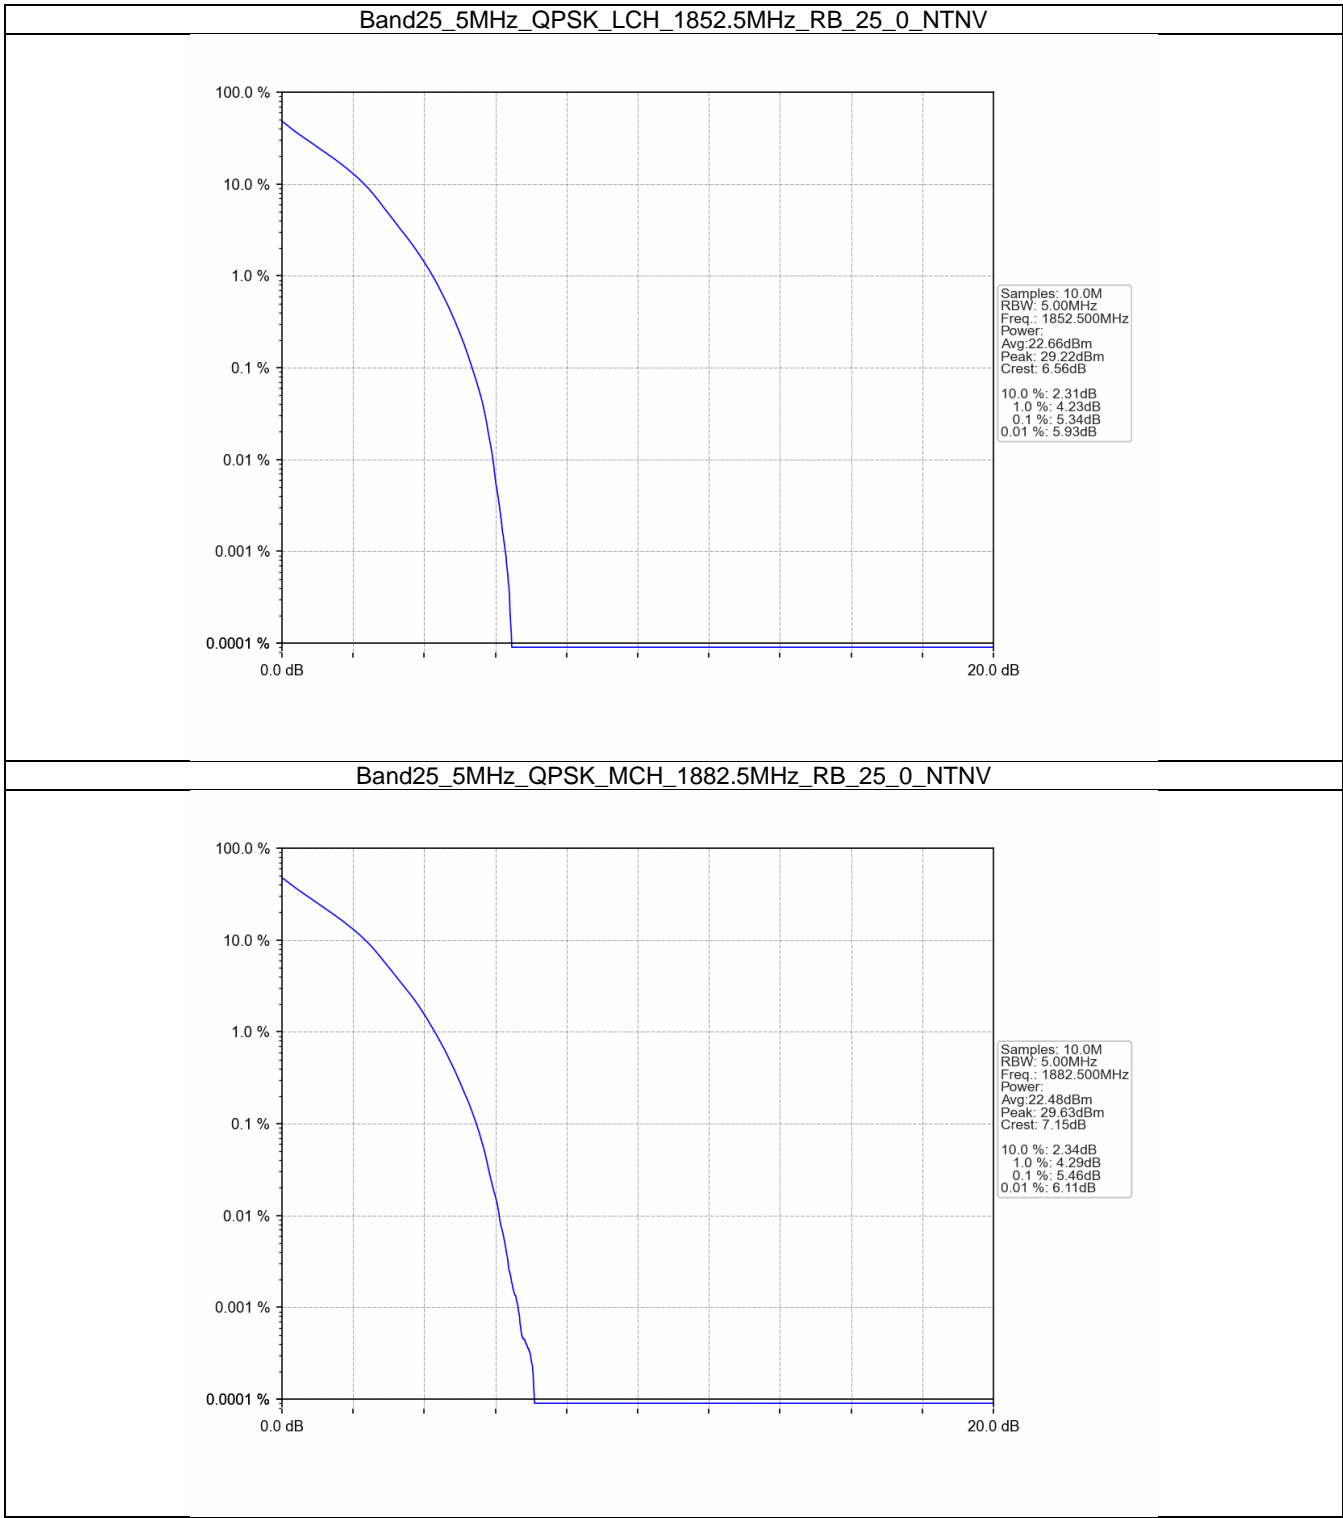 Band25_5MHz_QPSK_LCH_1852.5MHz_RB_25_0_NTNV
100.0 %
10.0 %
1.0 %
0.1 %
0.01 %
0.001 %
0.0001 %
0.0 dB
20.0 dB
Samples: 10.0M
RBW: 5.00MHz
Freq.: 1852.500MHz
Power:
Avg:22.66dBm
Peak: 29.22dBm
Crest: 6.56dB
10.0 %: 2.31dB
1.0 %: 4.23dB
0.1 %: 5.34dB
0.01 %: 5.93dB
Band25_5MHz_QPSK_MCH_1882.5MHz_RB_25_0_NTNV
100.0 %
10.0 %
1.0 %
0.1 %
0.01 %
0.001 %
0.0001 %
0.0 dB
20.0 dB
Samples: 10.0M
RBW: 5.00MHz
Freq.: 1882.500MHz
Power:
Avg:22.48dBm
Peak: 29.63dBm
Crest: 7.15dB
10.0 %: 2.34dB
1.0 %: 4.29dB
0.1 %: 5.46dB
0.01 %: 6.11dB